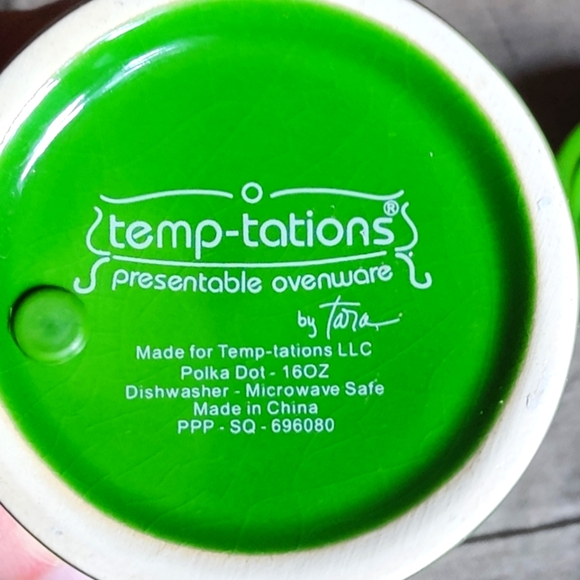 temp-tations®
presentable ovenware
by Tara
Made for Temp-tations LLC
Polka Dot - 16OZ
Dishwasher - Microwave Safe
Made in China
PPP - SQ - 696080